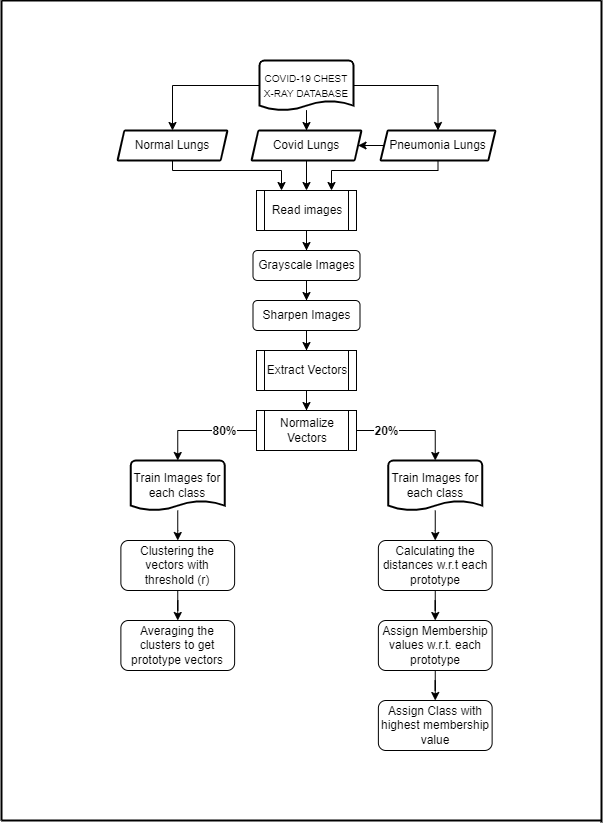 COVID-19 CHEST
X-RAY DATABASE
Normal Lungs
Covid Lungs
Pneumonia Lungs
Read images
Grayscale Images
Sharpen Images
Extract Vectors
Normalize
Vectors
80%
20%
Train Images for
each class
Train Images for
each class
Clustering the
vectors with
threshold (r)
Calculating the
distances w.r.t each
prototype
Averaging the
clusters to get
prototype vectors
Assign Membership
values w.r.t. each
prototype
Assign Class with
highest membership
value